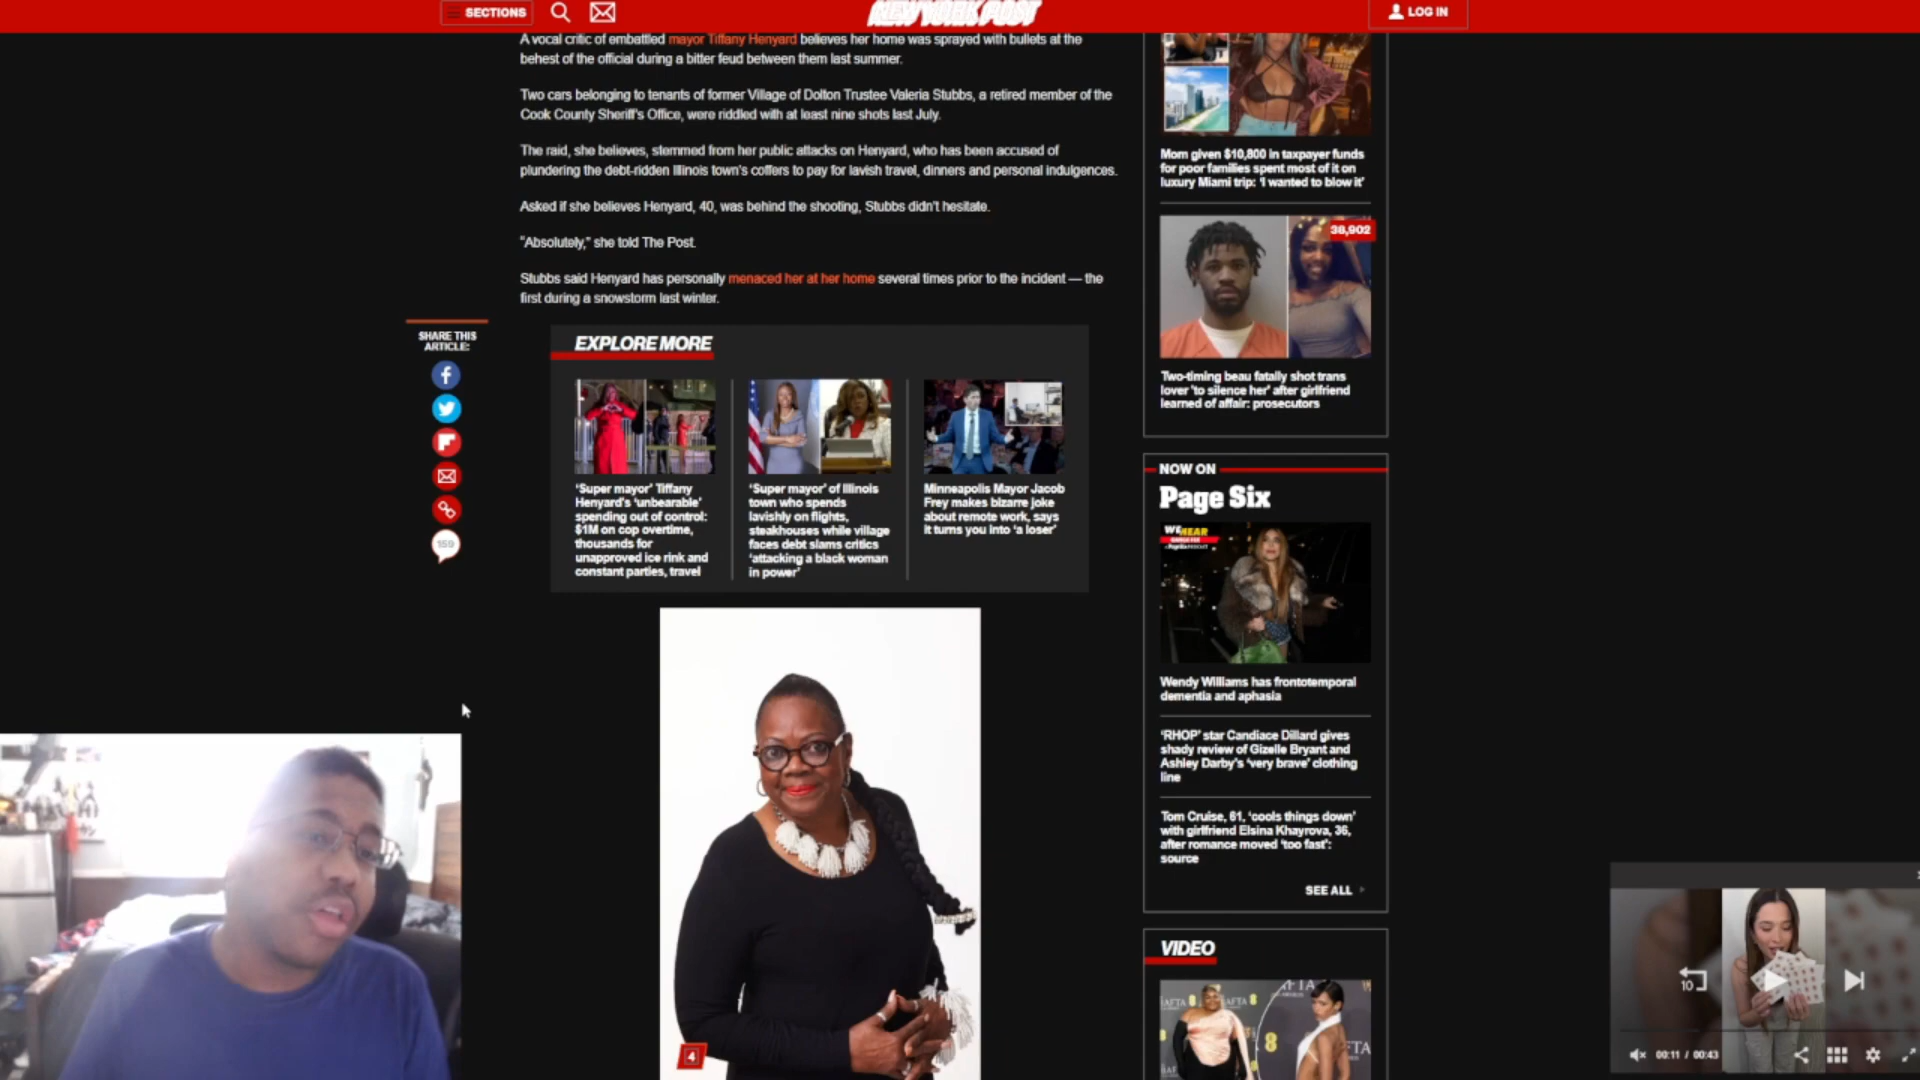 SECTIONS
NEW YORK POST
LOG IN
A vocal critic of embattled mayor Tiffany Henyard believes her home was sprayed with bullets at the
behest of the official during a bitter feud between them last summer.
Two cars belonging to tenants of former Village of Dolton Trustee Valeria Stubbs, a retired member of the
Cook County Sheriff's Office, were riddled with at least nine shots last July.
The raid, she believes, stemmed from her public attacks on Henyard, who has been accused of
plundering the debt-ridden Illinois town's coffers to pay for lavish travel, dinners and personal indulgences.
Asked if she believes Henyard, 40, was behind the shooting, Stubbs didn't hesitate.
"Absolutely," she told The Post.
Stubbs said Henyard has personally menaced her at her home several times prior to the incident — the
first during a snowstorm last winter.
SHARE THIS
ARTICLE:
159
EXPLORE MORE
'Super mayor' Tiffany
Henyard's 'unbearable'
spending out of control:
$1M on cop overtime,
thousands for
unapproved ice rink and
constant parties, travel
'Super mayor' of Illinois
town who spends
lavishly on flights,
steakhouses while village
faces debt slams critics
'attacking a black woman
in power'
Minneapolis Mayor Jacob
Frey makes bizarre joke
about remote work, says
it turns you into 'a loser'
4
Mom given $10,800 in taxpayer funds
for poor families spent most of it on
luxury Miami trip: 'I wanted to blow it'
38,902
Two-timing beau fatally shot trans
lover 'to silence her' after girlfriend
learned of affair: prosecutors
NOW ON
Page Six
WE HEAR
Wendy Williams has frontotemporal
dementia and aphasia
'RHOP' star Candiace Dillard gives
shady review of Gizelle Bryant and
Ashley Darby's 'very brave' clothing
line
Tom Cruise, 61, 'cools things down'
with girlfriend Elsina Khayrova, 36,
after romance moved 'too fast':
source
SEE ALL
VIDEO
10
00:11 / 00:43